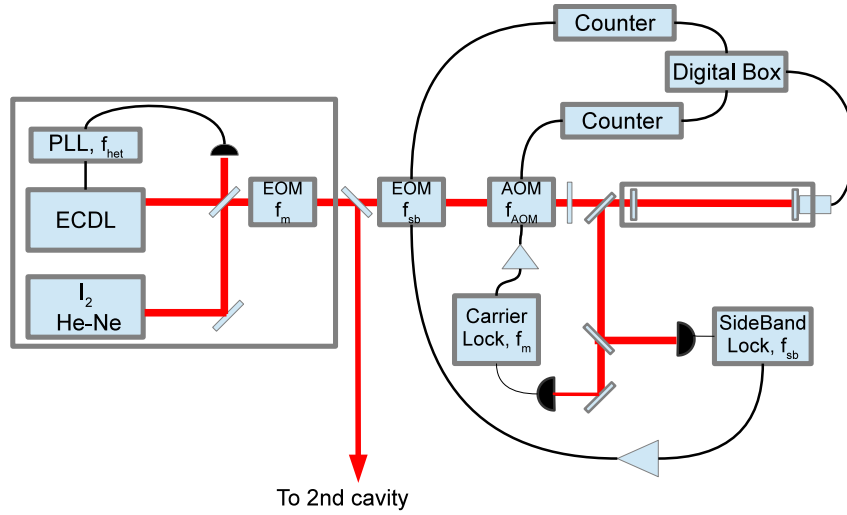 Counter
Digital Box
Counter
PLL, f_het
ECDL
I_2
He-Ne
EOM
f_m
EOM
f_sb
AOM
f_AOM
Carrier
Lock, f_m
SideBand
Lock, f_sb
To 2nd cavity